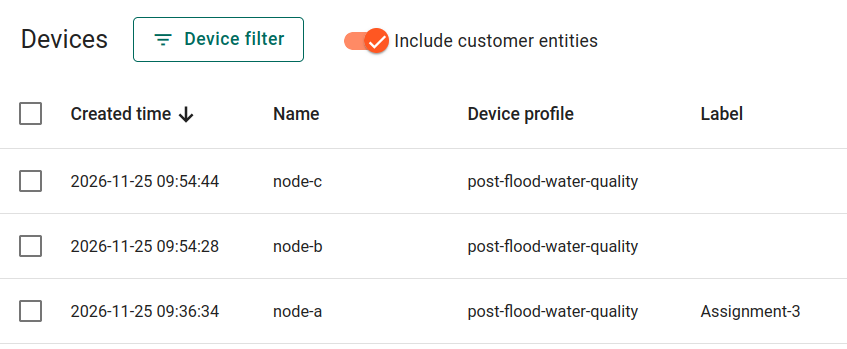 Devices Device filter Include customer entities
Created time Name Device profile Label
2026-11-25 09:54:44 node-c post-flood-water-quality
2026-11-25 09:54:28 node-b post-flood-water-quality
2026-11-25 09:36:34 node-a post-flood-water-quality Assignment-3